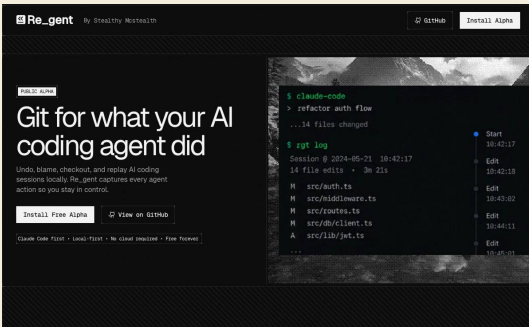 Re_gent
By Stealthy Mostealth
GitHub
Install Alpha
PUBLIC ALPHA
Git for what your AI
coding agent did
Undo, blame, checkout, and replay AI coding
sessions locally. Re_gent captures every agent
action so you stay in control.
Install Free Alpha
View on GitHub
Claude Code first • Local-first • No cloud required • Free forever
$ claude-code
> refactor auth flow
...14 files changed
$ rgt log
Session @ 2024-05-21 10:42:17
14 file edits • 3m 21s
M src/auth.ts
M src/middleware.ts
M src/routes.ts
M src/db/client.ts
A src/lib/jwt.ts
...
Start
10:42:17
Edit
10:42:18
Edit
10:43:02
Edit
10:44:11
Edit
10:45:01